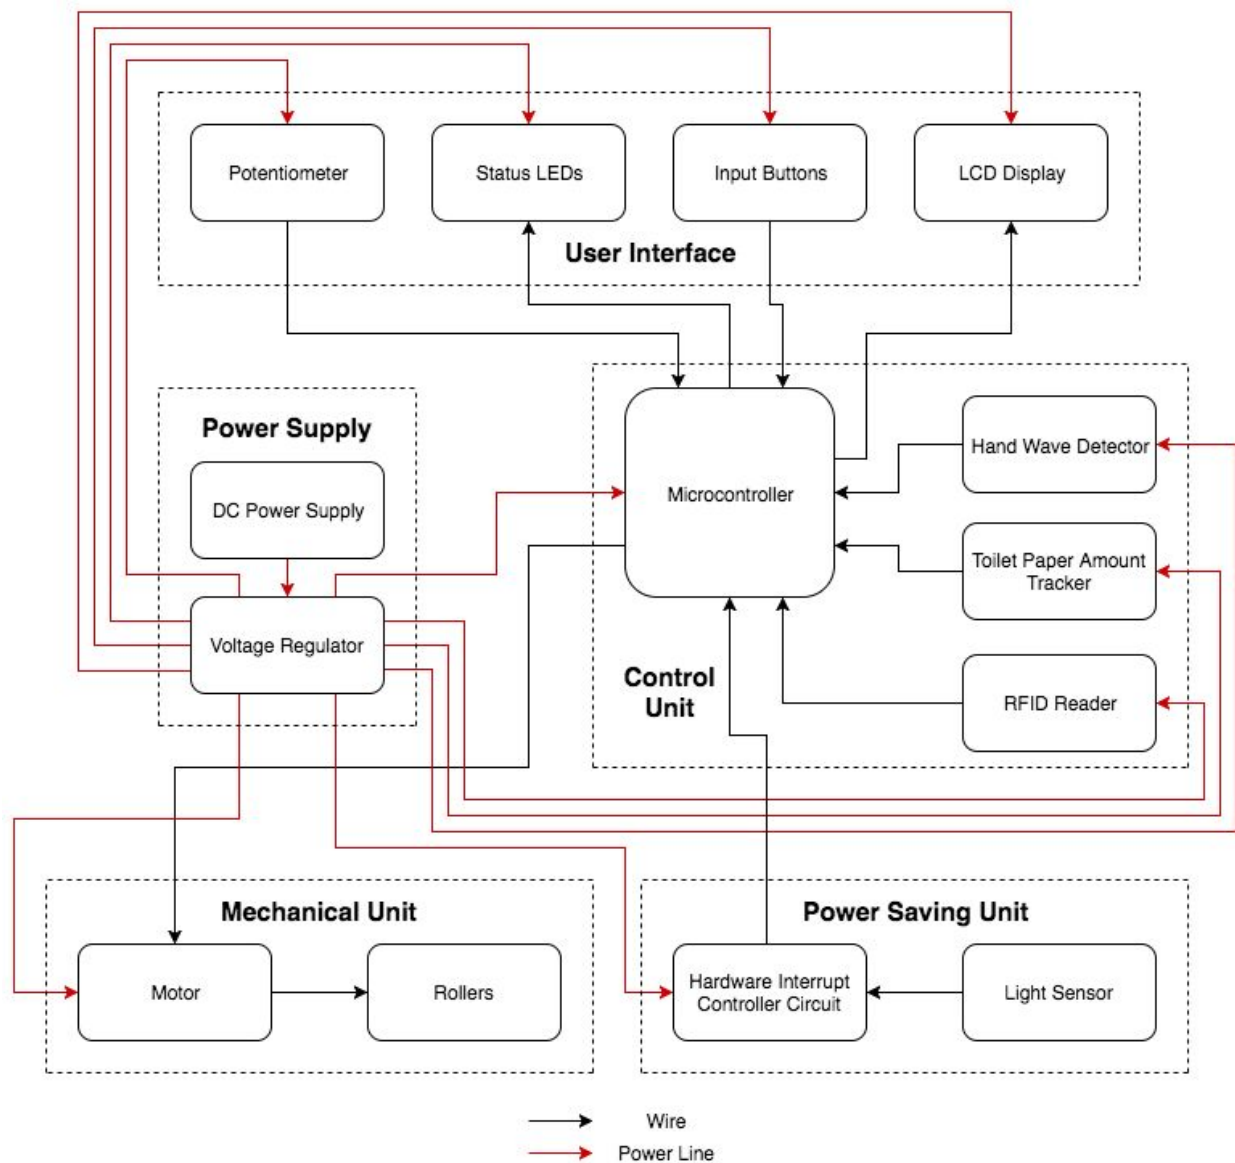 Potentiometer
Status LEDs
Input Buttons
LCD Display
User Interface
Power Supply
DC Power Supply
Voltage Regulator
Microcontroller
Hand Wave Detector
Toilet Paper Amount
Tracker
RFID Reader
Control
Unit
Mechanical Unit
Motor
Rollers
Power Saving Unit
Hardware Interrupt
Controller Circuit
Light Sensor
Wire
Power Line